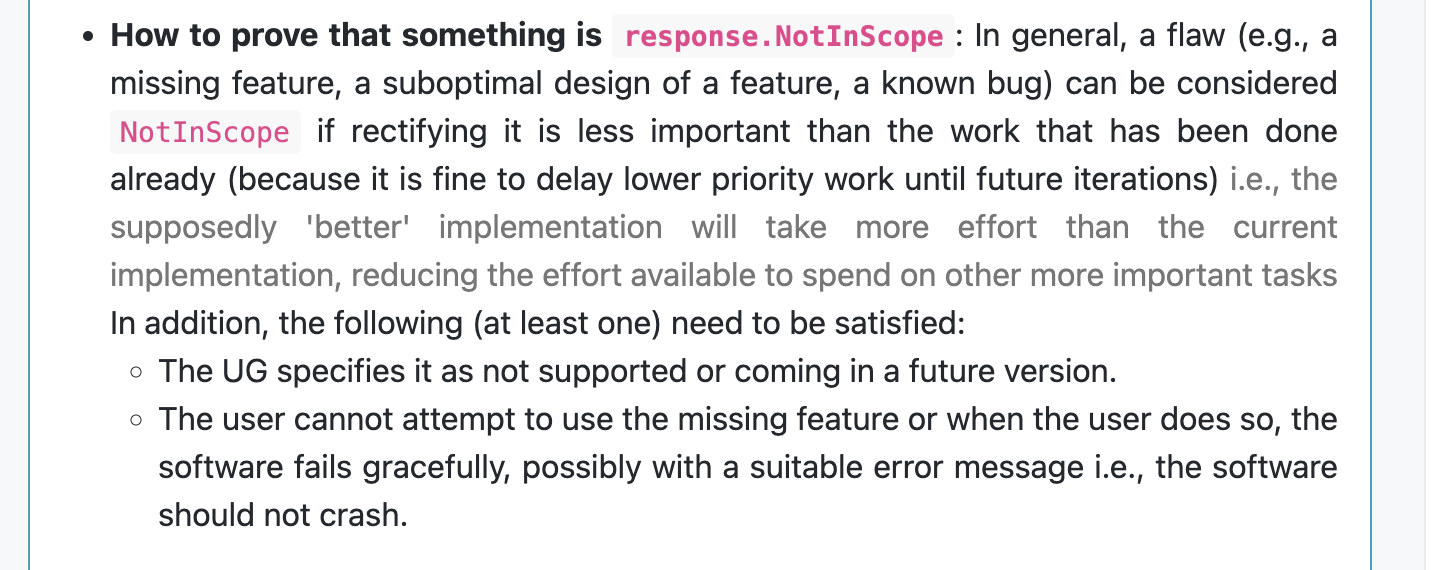 • How to prove that something is response.NotInScope : In general, a flaw (e.g., a
missing feature, a suboptimal design of a feature, a known bug) can be considered
NotInScope if rectifying it is less important than the work that has been done
already (because it is fine to delay lower priority work until future iterations) i.e., the
supposedly 'better' implementation will take more effort than the current
implementation, reducing the effort available to spend on other more important tasks
In addition, the following (at least one) need to be satisfied:
◦ The UG specifies it as not supported or coming in a future version.
◦ The user cannot attempt to use the missing feature or when the user does so, the
software fails gracefully, possibly with a suitable error message i.e., the software
should not crash.